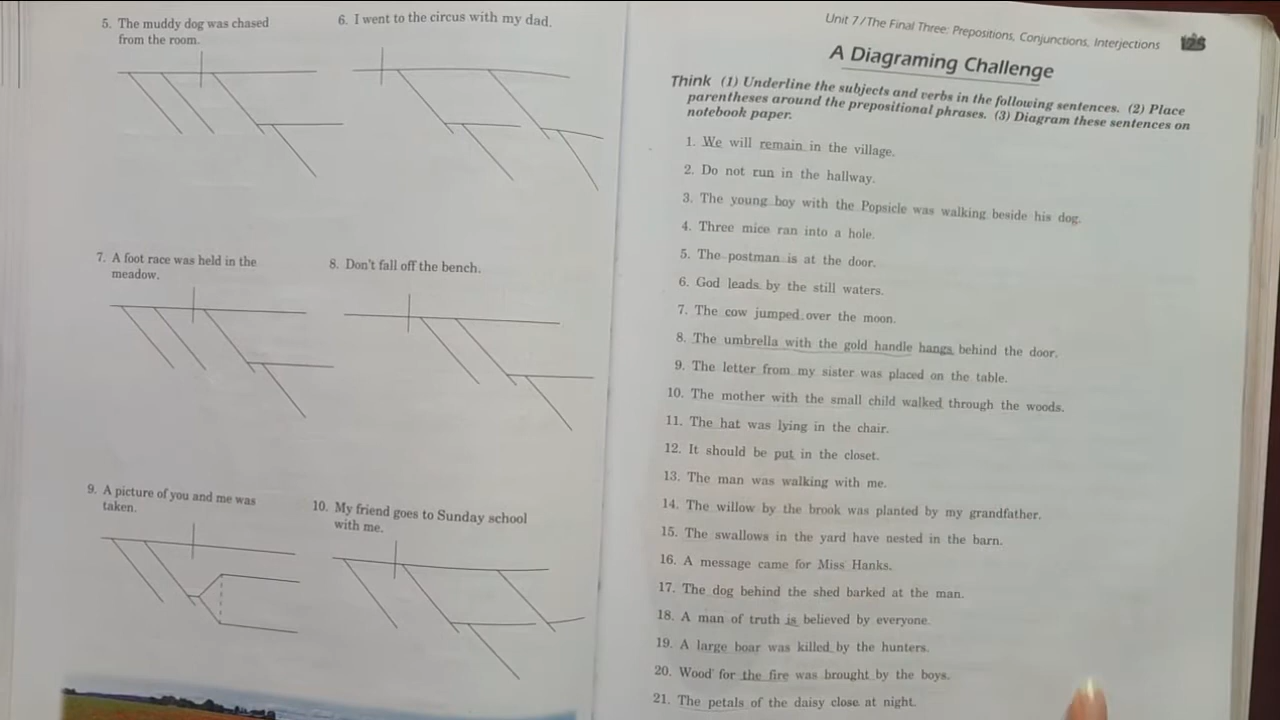 5. The muddy dog was chased
from the room.
6. I went to the circus with my dad.
7. A foot race was held in the
meadow.
8. Don't fall off the bench.
9. A picture of you and me was
taken.
10. My friend goes to Sunday school
with me.
Unit 7/The Final Three: Prepositions, Conjunctions, Interjections 125
A Diagraming Challenge
Think (1) Underline the subjects and verbs in the following sentences. (2) Place
parentheses around the prepositional phrases. (3) Diagram these sentences on
notebook paper.
1. We will remain in the village.
2. Do not run in the hallway.
3. The young boy with the Popsicle was walking beside his dog.
4. Three mice ran into a hole.
5. The postman is at the door.
6. God leads by the still waters.
7. The cow jumped over the moon.
8. The umbrella with the gold handle hangs behind the door.
9. The letter from my sister was placed on the table.
10. The mother with the small child walked through the woods.
11. The hat was lying in the chair.
12. It should be put in the closet.
13. The man was walking with me.
14. The willow by the brook was planted by my grandfather.
15. The swallows in the yard have nested in the barn.
16. A message came for Miss Hanks.
17. The dog behind the shed barked at the man.
18. A man of truth is believed by everyone.
19. A large boar was killed by the hunters.
20. Wood for the fire was brought by the boys.
21. The petals of the daisy close at night.